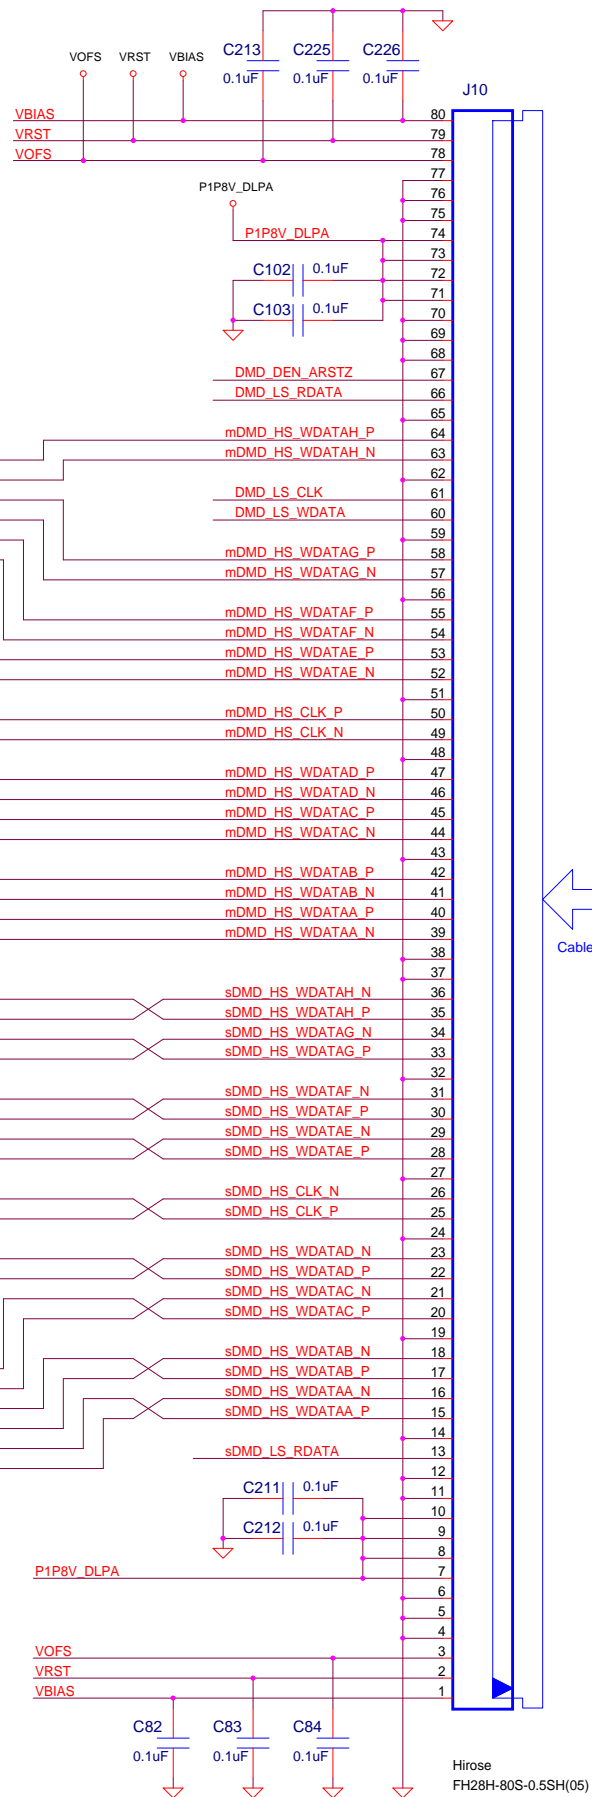 C213 C225 C226
VOFS VRST VBIAS
0.1uF 0.1uF 0.1uF
J10
VBIAS 80
VRST 79
VOFS 78
77
P1P8V_DLPA
76
75
P1P8V_DLPA 74
73
C102 0.1uF 72
71
C103 0.1uF 70
69
68
DMD_DEN_ARSTZ 67
DMD_LS_RDATA 66
65
mDMD_HS_WDATAH_P 64
mDMD_HS_WDATAH_N 63
62
DMD_LS_CLK 61
DMD_LS_WDATA 60
59
mDMD_HS_WDATAG_P 58
mDMD_HS_WDATAG_N 57
56
mDMD_HS_WDATAF_P 55
mDMD_HS_WDATAF_N 54
mDMD_HS_WDATAE_P 53
mDMD_HS_WDATAE_N 52
51
mDMD_HS_CLK_P 50
mDMD_HS_CLK_N 49
48
mDMD_HS_WDATAD_P 47
mDMD_HS_WDATAD_N 46
mDMD_HS_WDATAC_P 45
mDMD_HS_WDATAC_N 44
43
mDMD_HS_WDATAB_P 42
mDMD_HS_WDATAB_N 41
mDMD_HS_WDATAA_P 40
mDMD_HS_WDATAA_N 39
Cable
38
37
sDMD_HS_WDATAH_N 36
sDMD_HS_WDATAH_P 35
sDMD_HS_WDATAG_N 34
sDMD_HS_WDATAG_P 33
32
sDMD_HS_WDATAF_N 31
sDMD_HS_WDATAF_P 30
sDMD_HS_WDATAE_N 29
sDMD_HS_WDATAE_P 28
27
sDMD_HS_CLK_N 26
sDMD_HS_CLK_P 25
24
sDMD_HS_WDATAD_N 23
sDMD_HS_WDATAD_P 22
sDMD_HS_WDATAC_N 21
sDMD_HS_WDATAC_P 20
19
sDMD_HS_WDATAB_N 18
sDMD_HS_WDATAB_P 17
sDMD_HS_WDATAA_N 16
sDMD_HS_WDATAA_P 15
14
sDMD_LS_RDATA 13
12
C211 0.1uF 11
10
C212 0.1uF 9
8
P1P8V_DLPA 7
6
5
4
VOFS 3
VRST 2
VBIAS 1
C82 C83 C84
0.1uF 0.1uF 0.1uF
Hirose
FH28H-80S-0.5SH(05)